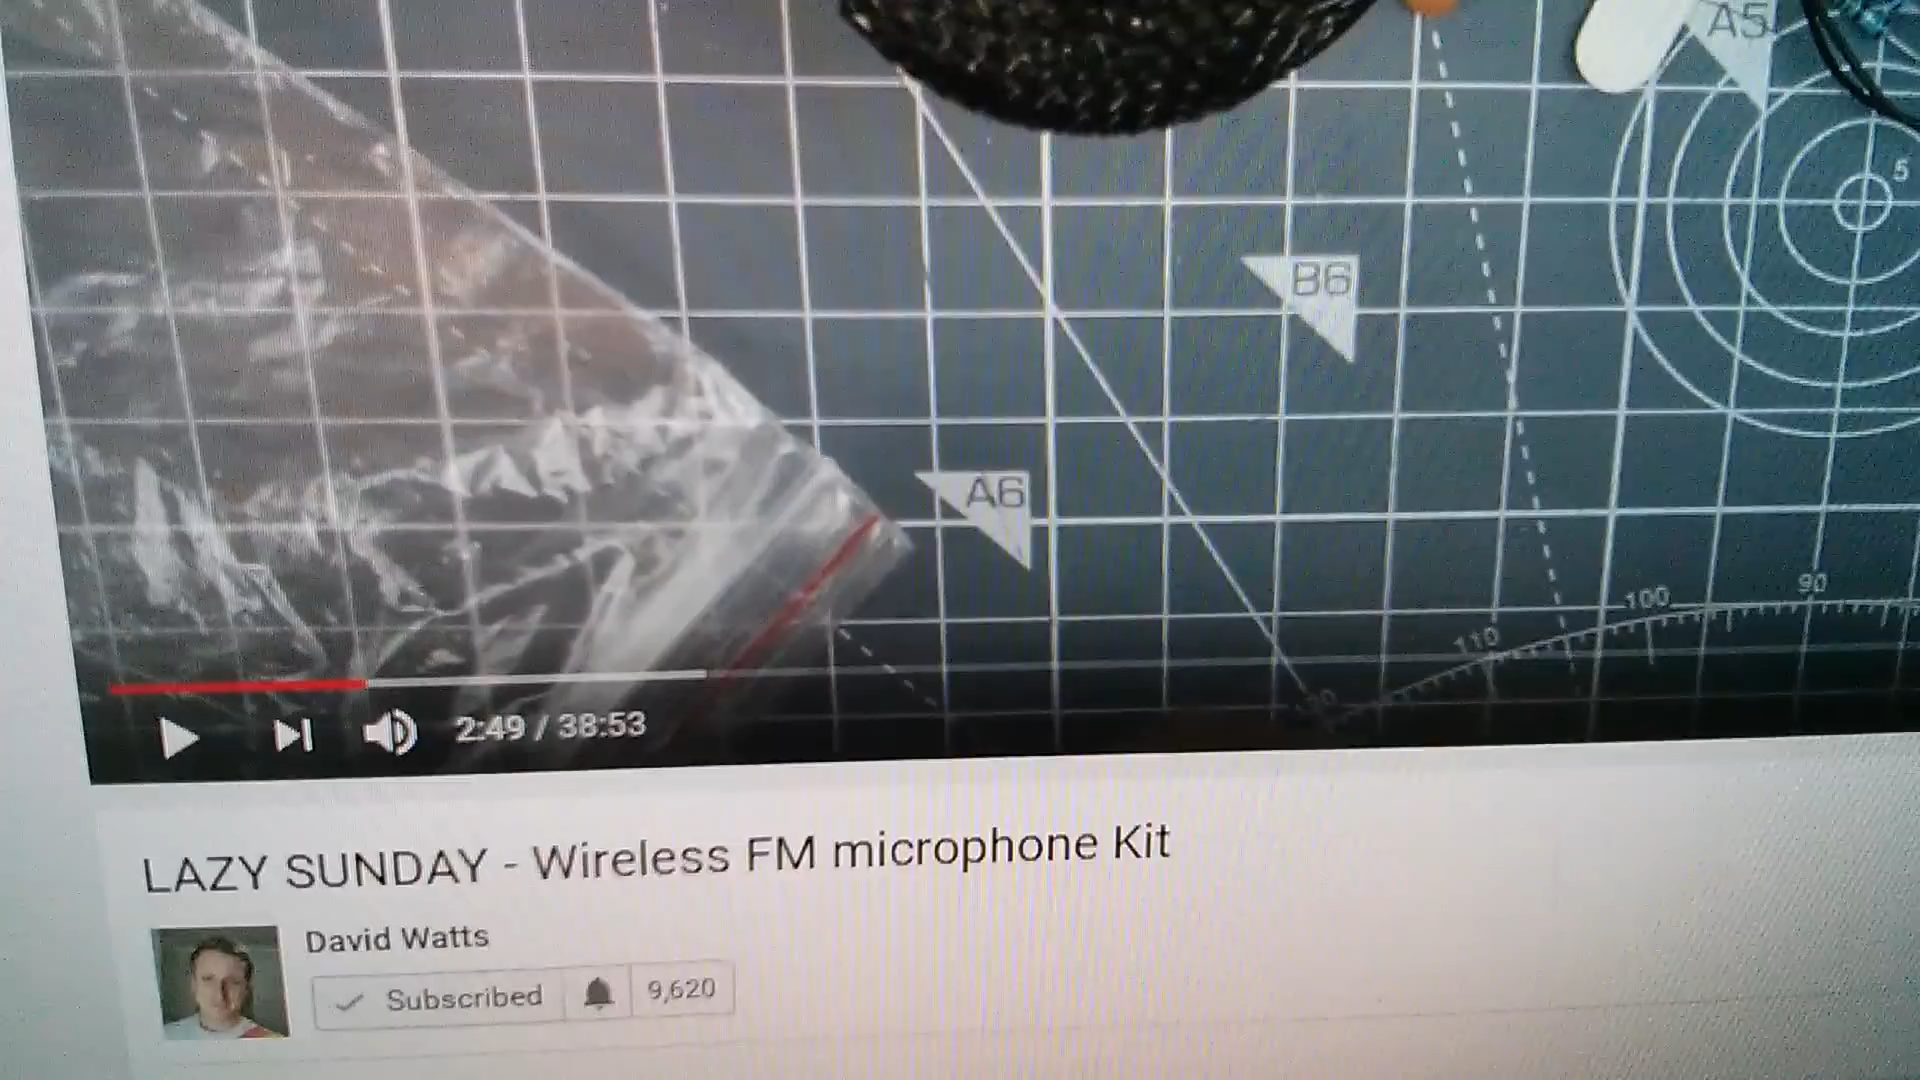 A5
5
B6
A6
90
100
110
2:49 / 38:53
LAZY SUNDAY - Wireless FM microphone Kit
David Watts
Subscribed
9,620